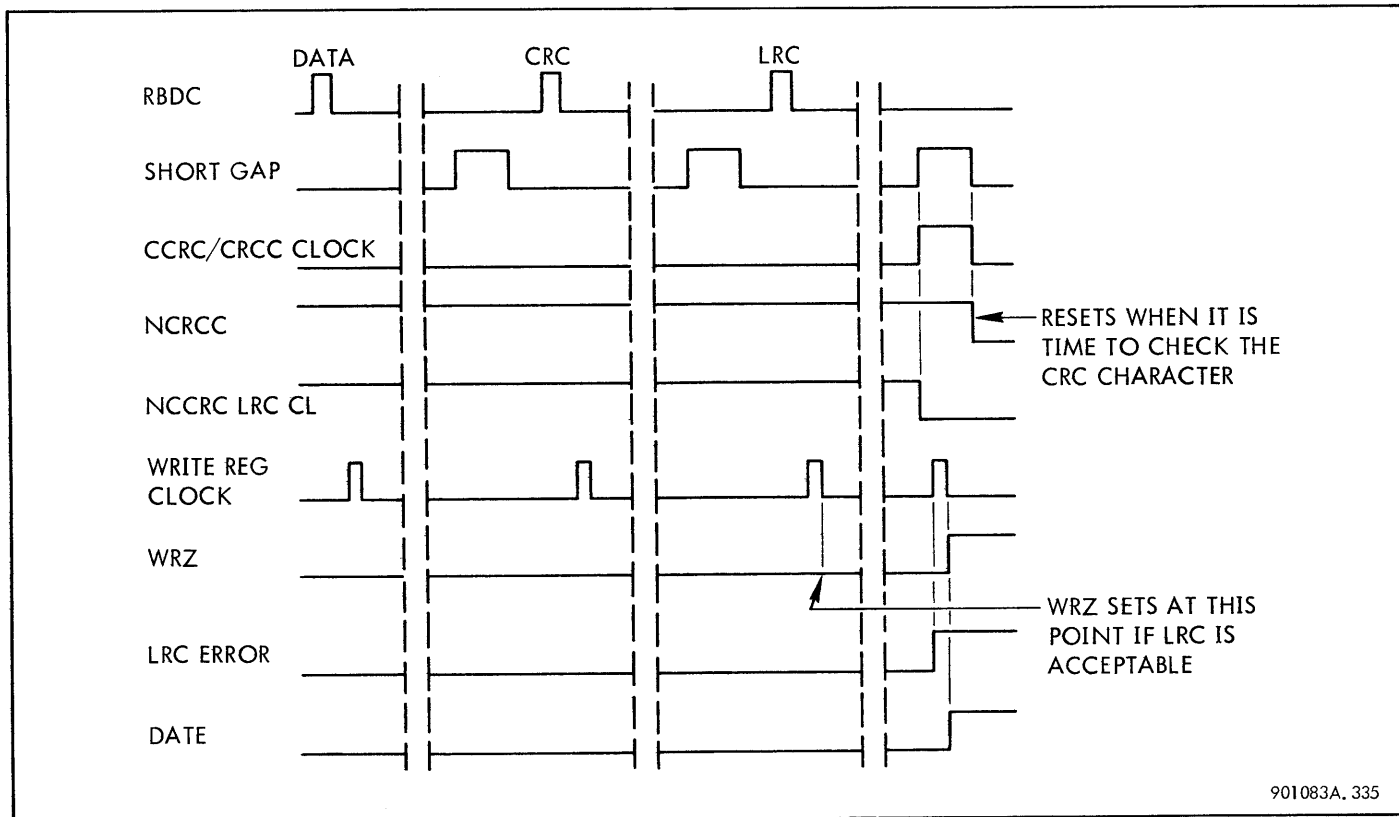 DATA CRC LRC
RBDC
SHORT GAP
CCRC/CRCC CLOCK
NCRCC
RESETS WHEN IT IS
TIME TO CHECK THE
CRC CHARACTER
NCCRC LRC CL
WRITE REG
CLOCK
WRZ
WRZ SETS AT THIS
POINT IF LRC IS
ACCEPTABLE
LRC ERROR
DATE
901083A. 335